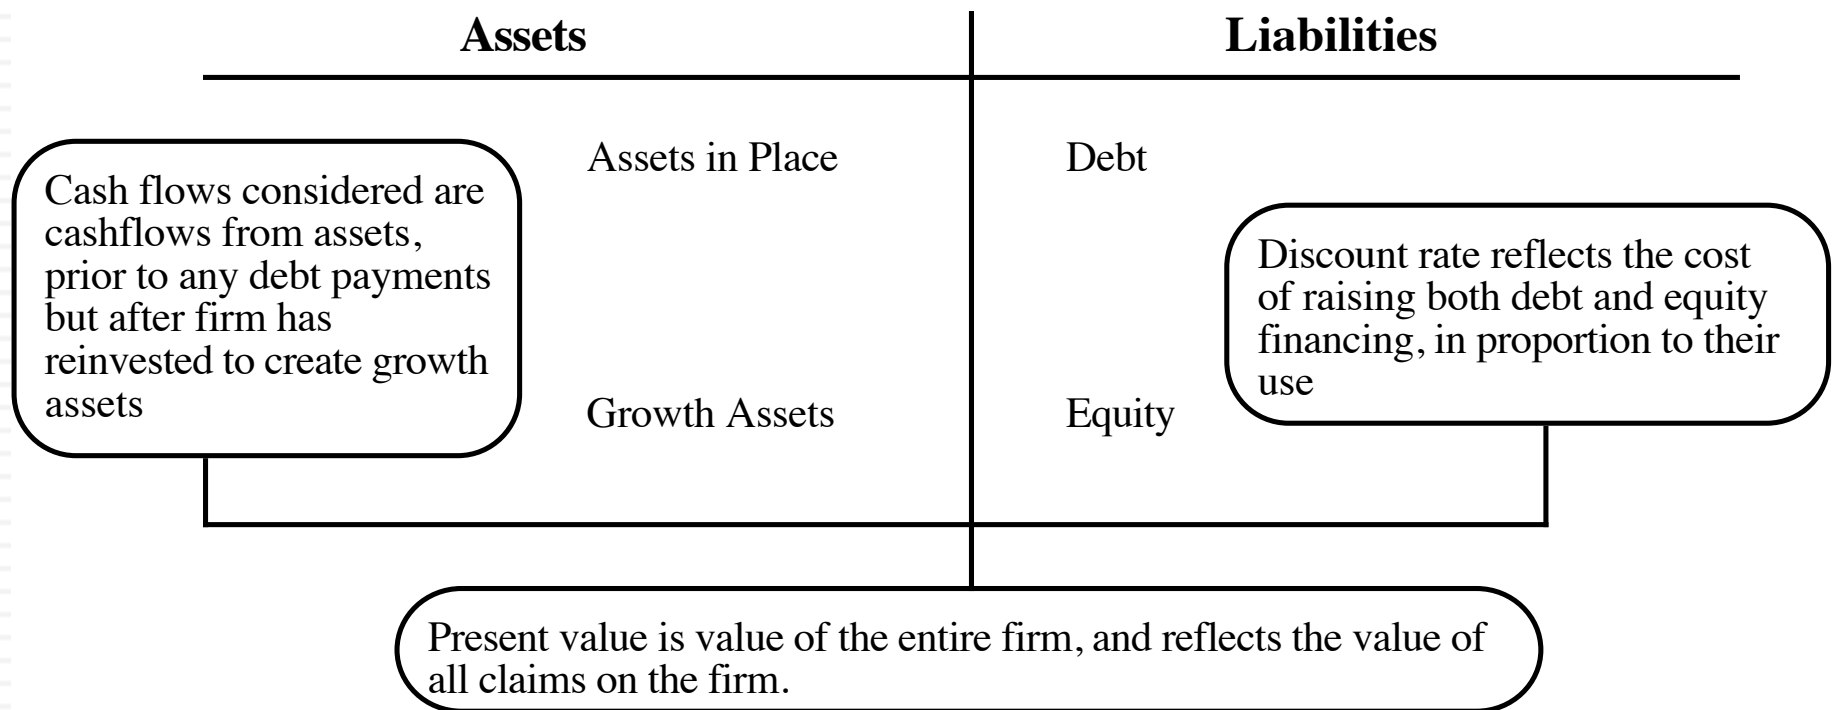 Assets
Liabilities
Assets in Place
Debt
Cash flows considered are
cashflows from assets,
prior to any debt payments
but after firm has
reinvested to create growth
assets
Discount rate reflects the cost
of raising both debt and equity
financing, in proportion to their
use
Growth Assets
Equity
Present value is value of the entire firm, and reflects the value of
all claims on the firm.